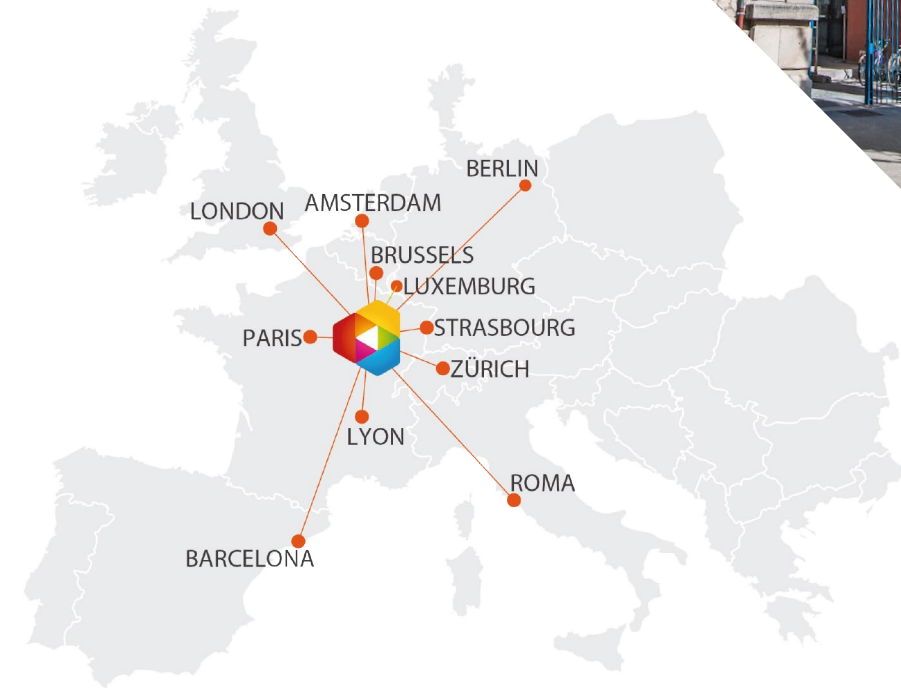 BERLIN
AMSTERDAM
LONDON
BRUSSELS
LUXEMBURG
STRASBOURG
PARIS
ZÜRICH
LYON
ROMA
BARCELONA